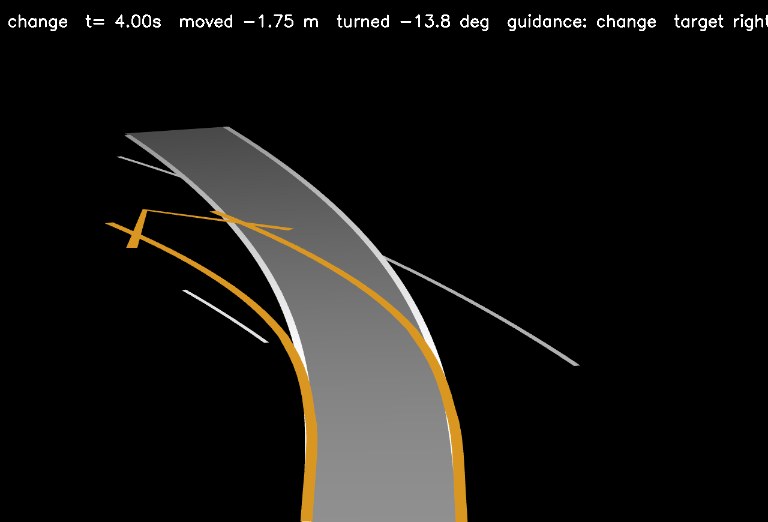 change t= 4.00s moved −1.75 m turned −13.8 deg guidance: change target right